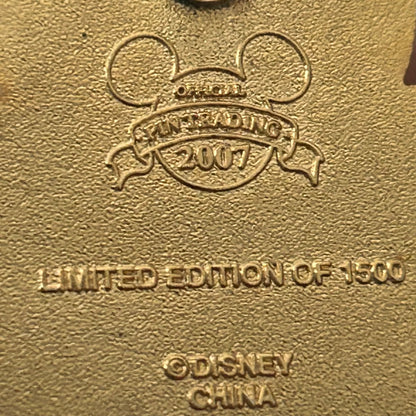 OFFICIAL
PIN TRADING
2007
LIMITED EDITION OF 1500
©DISNEY
CHINA